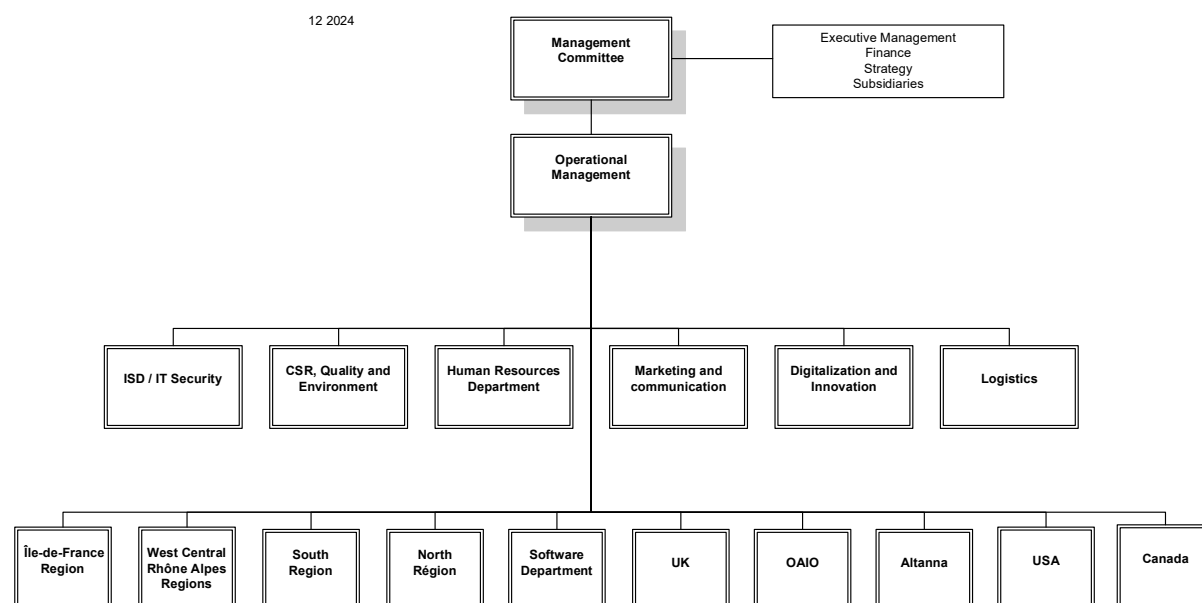 12 2024
Management
Committee
Executive Management
Finance
Strategy
Subsidiaries
Operational
Management
ISD / IT Security
CSR, Quality and
Environment
Human Resources
Department
Marketing and
communication
Digitalization and
Innovation
Logistics
Île-de-France
Region
West Central
Rhône Alpes
Regions
South
Region
North
Région
Software
Department
UK
OAIO
Altanna
USA
Canada